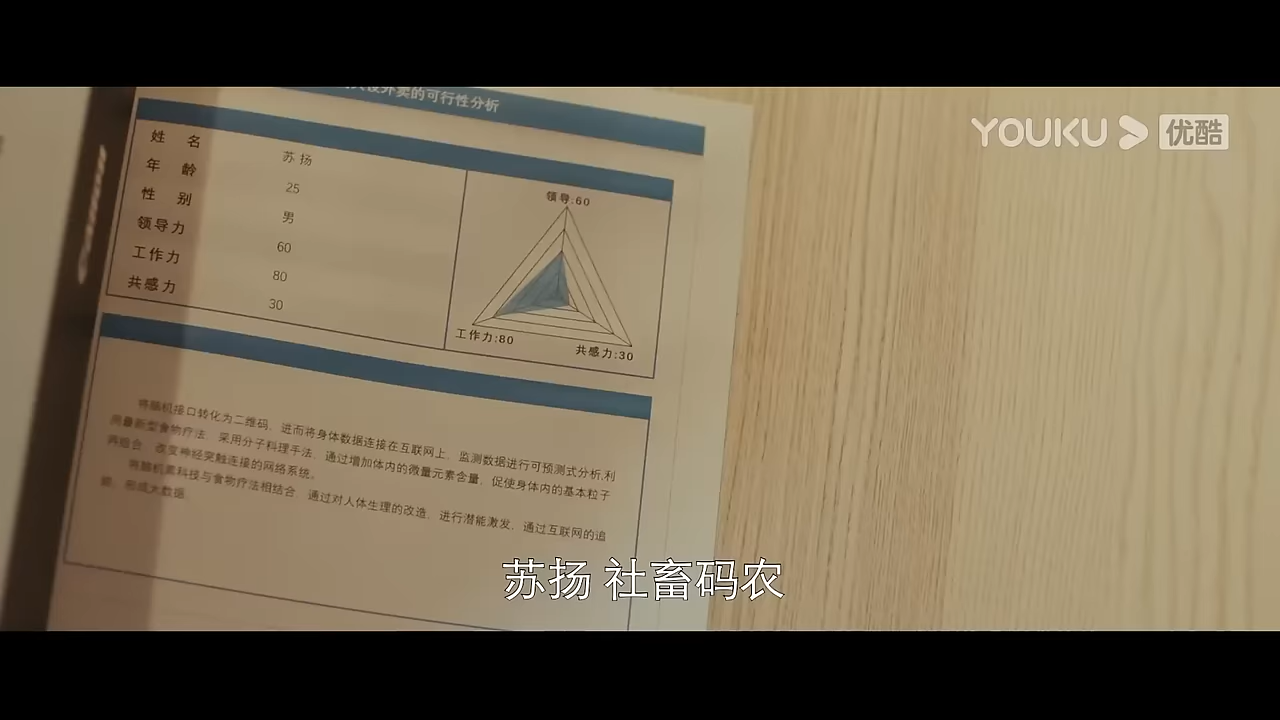 YOUKU 优酷
外卖的可行性分析
姓 名 苏扬
年 龄 25
性 别 男
领导力 60
工作力 80
共感力 30
领导:60
工作力:80
共感力:30
将脑机接口转化为二维码，进而将身体数据连接在互联网上，监测数据进行可预测式分析,利
用最新型食物疗法，采用分子料理手法，通过增加体内的微量元素含量，促使身体内的基本粒子
再组合，改变神经突触连接的网络系统。
将脑机黑科技与食物疗法相结合，通过对人体生理的改造，进行潜能激发，通过互联网的追
形成大数据.
苏扬 社畜码农